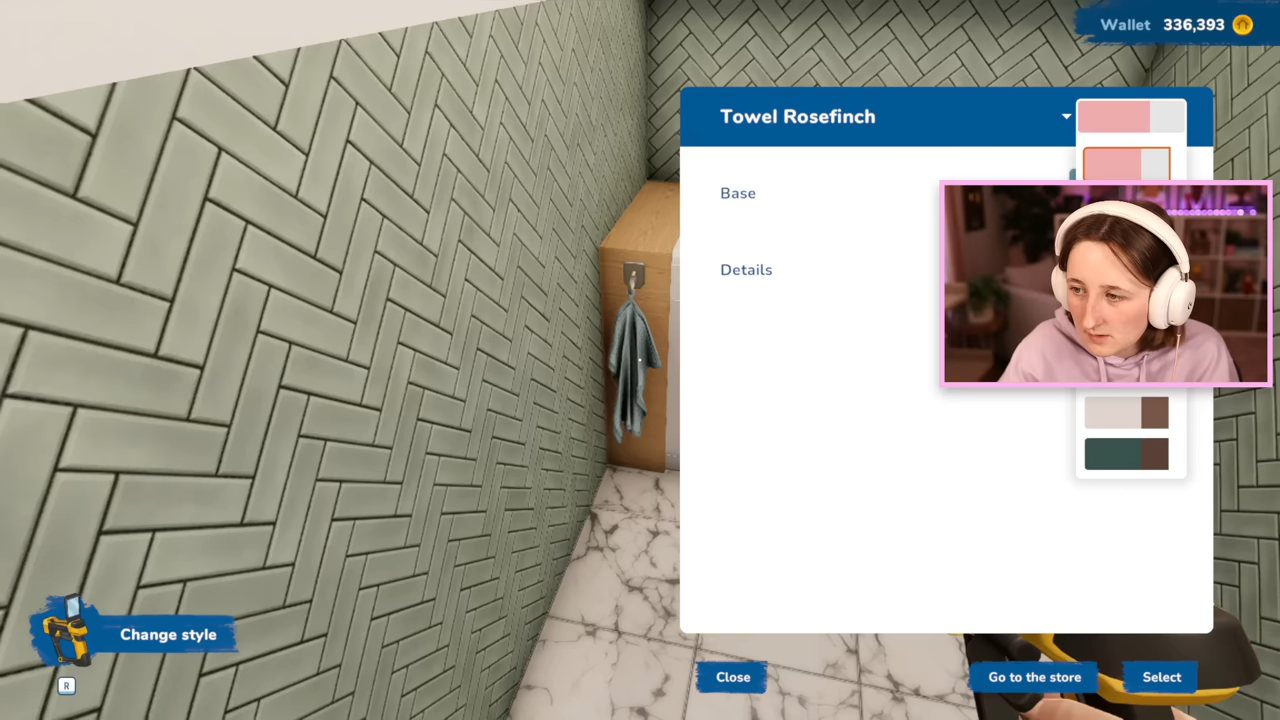 Wallet 336,393
Towel Rosefinch
Base
Details
Change style
R
Close
Go to the store
Select